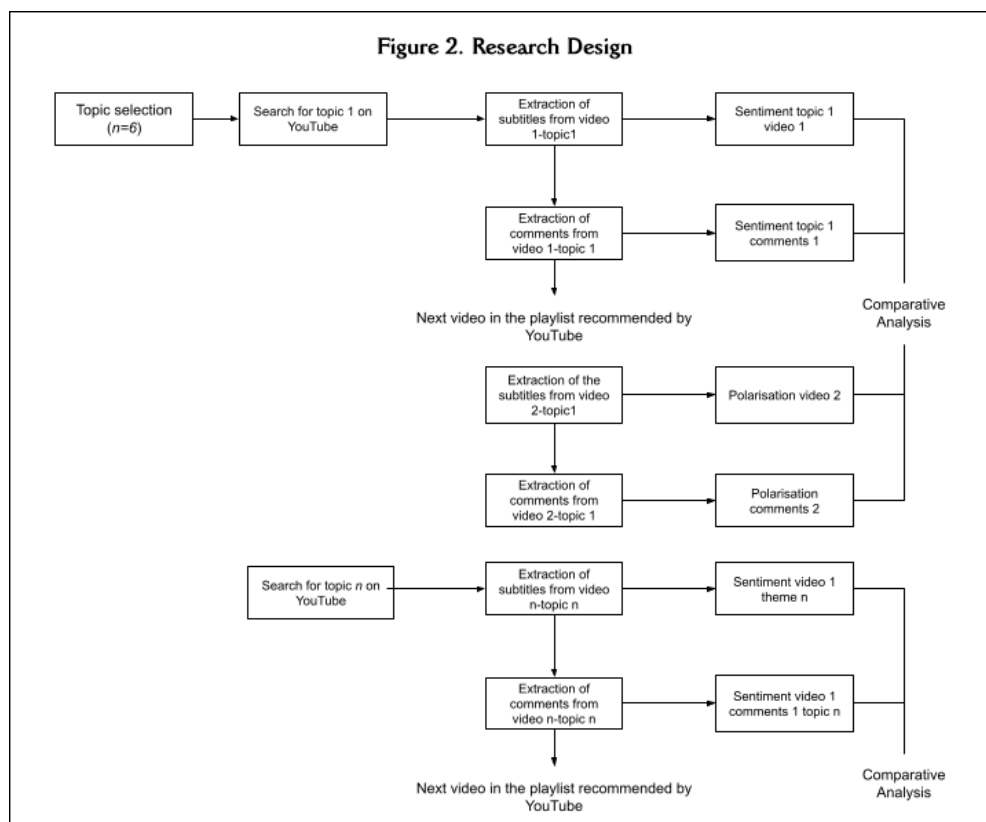 Figure 2. Research Design
Topic selection
(n=6)
Search for topic 1 on
YouTube
Extraction of
subtitles from video
1-topic1
Sentiment topic 1
video 1
Extraction of
comments from
video 1-topic 1
Sentiment topic 1
comments 1
Next video in the playlist recommended by
YouTube
Comparative
Analysis
Extraction of the
subtitles from video
2-topic1
Polarisation video 2
Extraction of
comments from
video 2-topic 1
Polarisation
comments 2
Search for topic n on
YouTube
Extraction of
subtitles from video
n-topic n
Sentiment video 1
theme n
Extraction of
comments from
video n-topic n
Sentiment video 1
comments 1 topic n
Next video in the playlist recommended by
YouTube
Comparative
Analysis